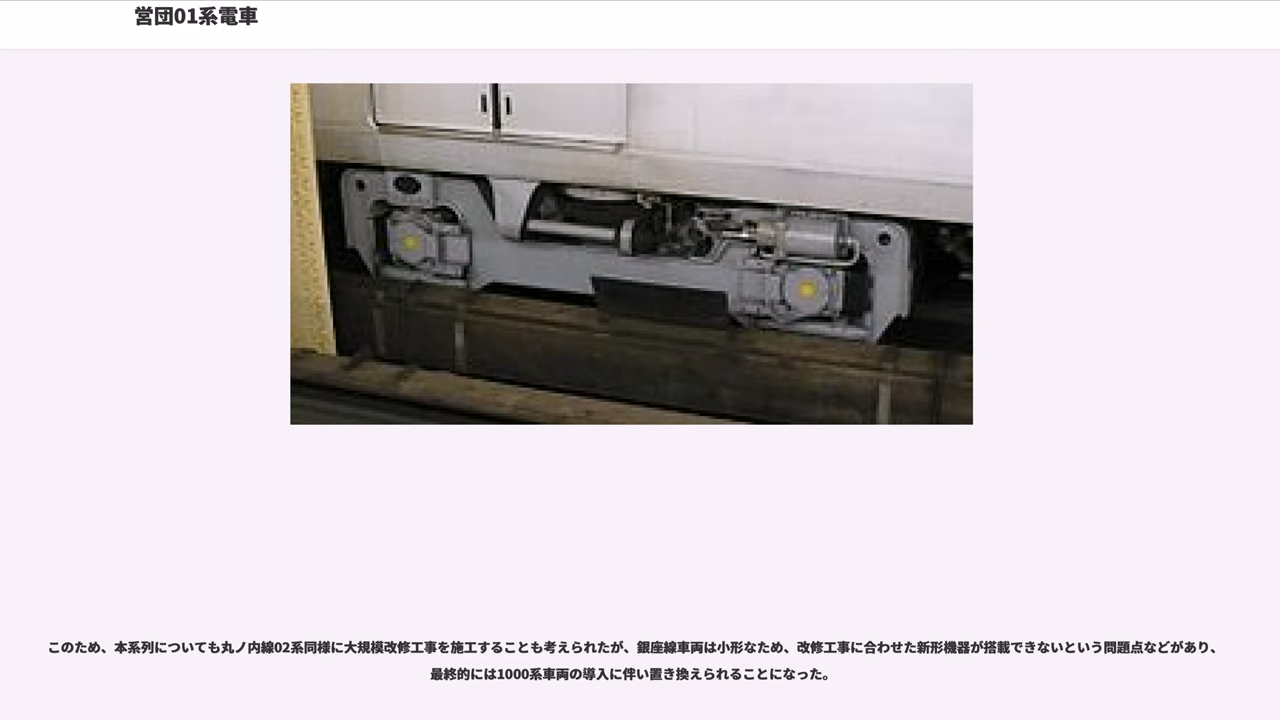 営団01系電車
このため、本系列についても丸ノ内線02系同様に大規模改修工事を施工することも考えられたが、銀座線車両は小形なため、改修工事に合わせた新形機器が搭載できないという問題点などがあり、
最終的には1000系車両の導入に伴い置き換えられることになった。